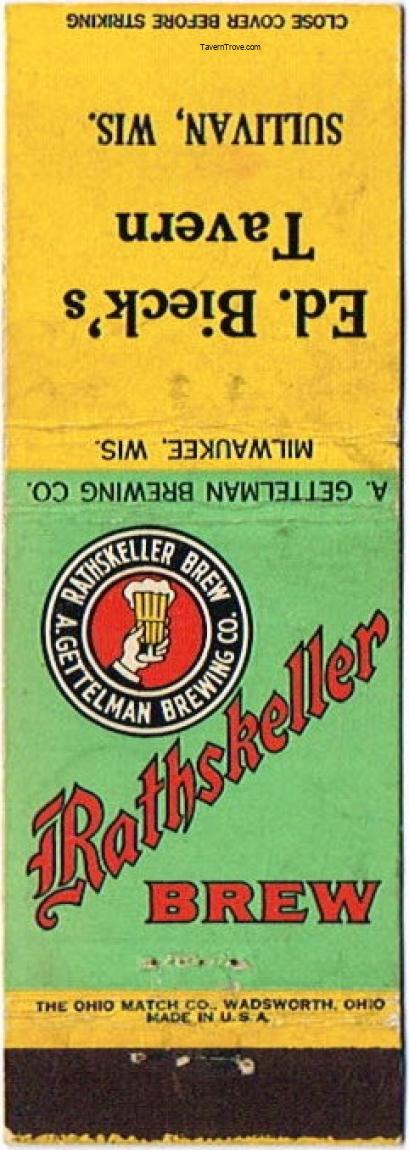 CLOSE COVER BEFORE STRIKING
TavernTrove.com
SULLIVAN, WIS.
Ed. Bieck's
Tavern
A. GETTELMAN BREWING CO.
MILWAUKEE, WIS.
RATHSKELLER BREW
A. GETTELMAN BREWING CO.
Rathskeller
BREW
THE OHIO MATCH CO., WADSWORTH, OHIO
MADE IN U.S.A.